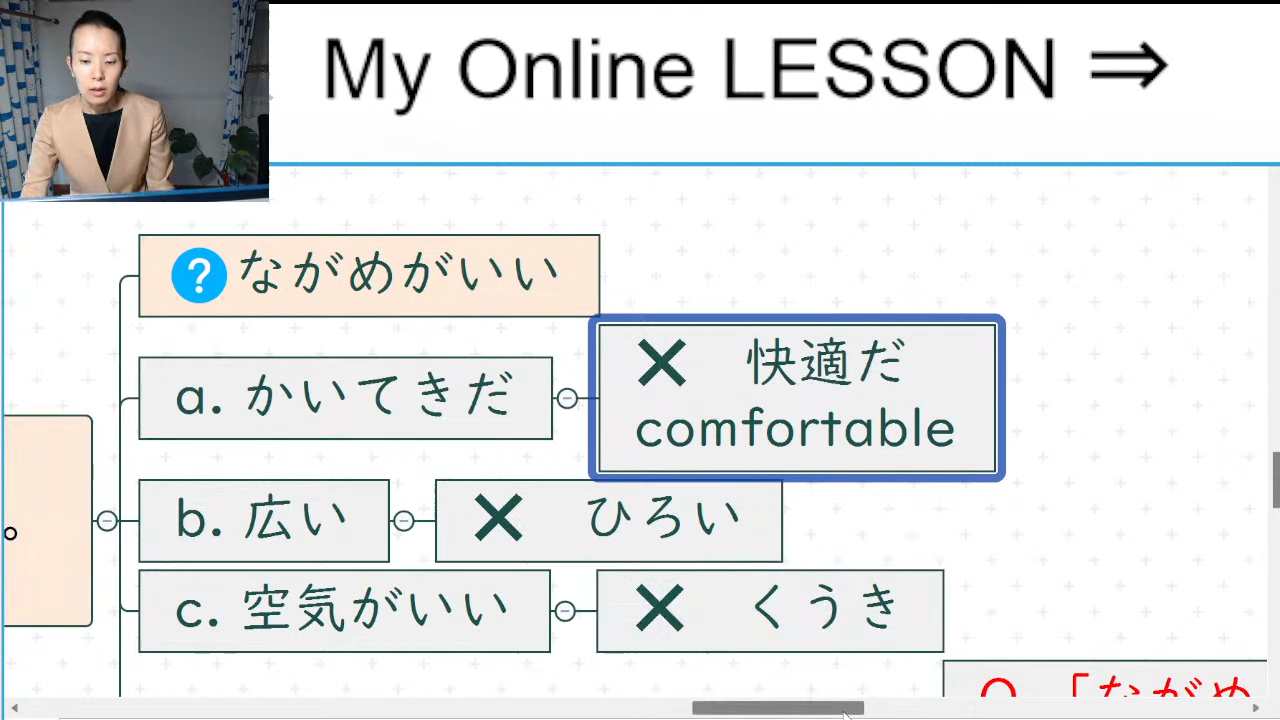 My Online LESSON ⇒
? ながめがいい
a. かいてきだ
✕ 快適だ
comfortable
b. 広い
✕ ひろい
c. 空気がいい
✕ くうき
。